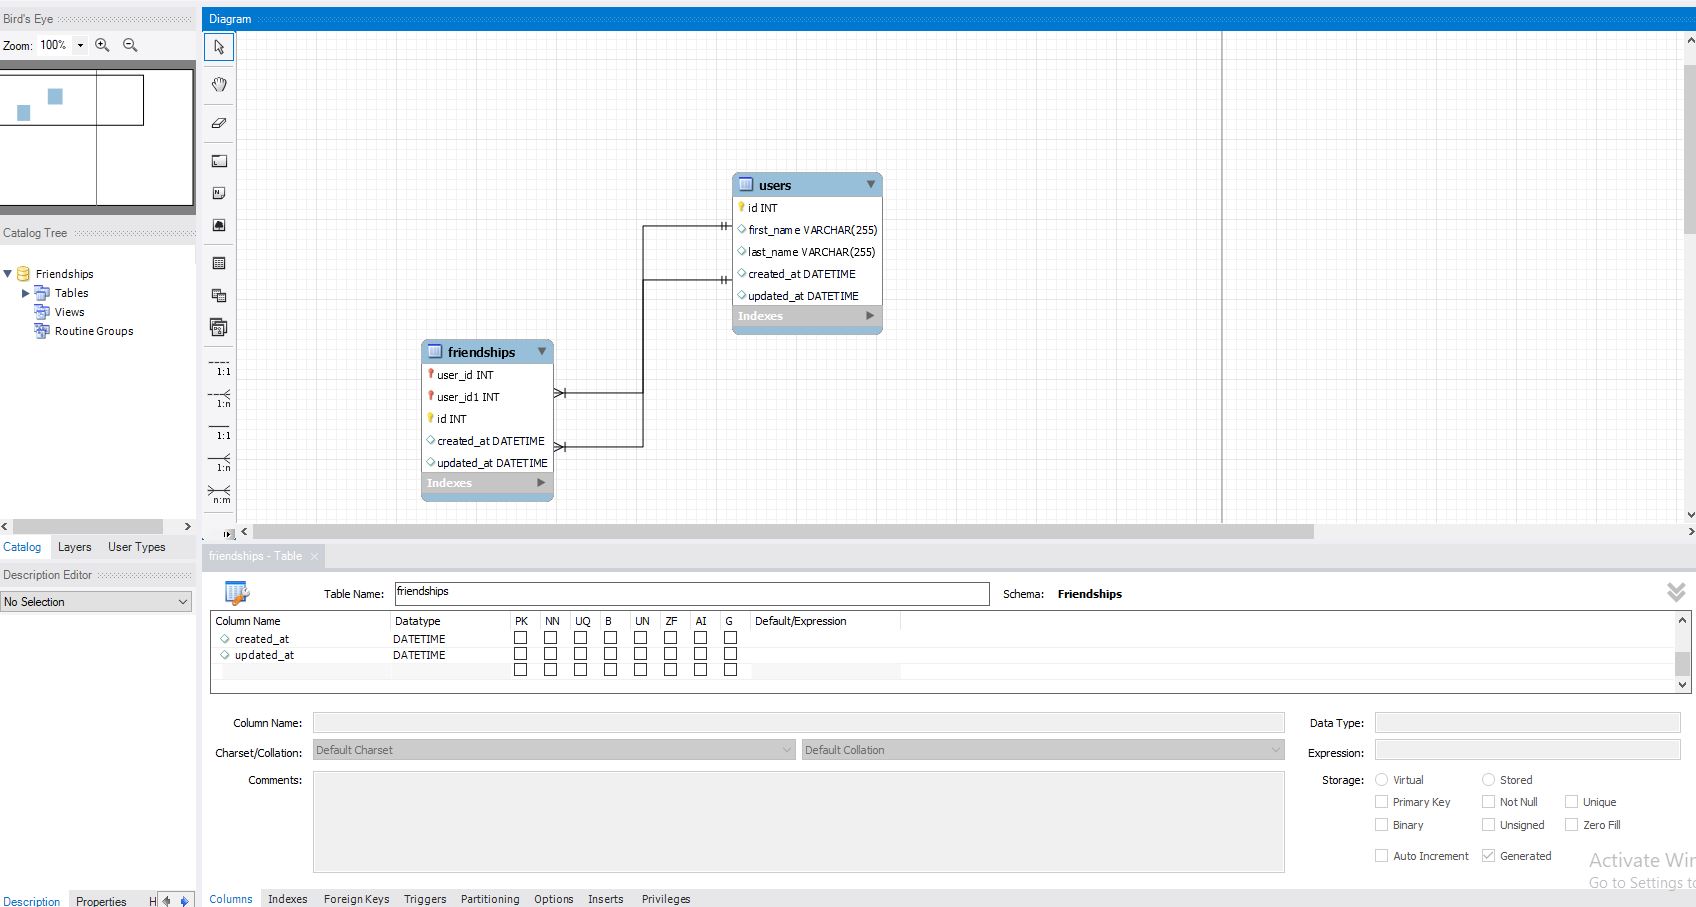 Bird's Eye
Zoom: 100%
Catalog Tree
Friendships
Tables
Views
Routine Groups
Catalog Layers User Types
Description Editor
No Selection
Description Properties H
Diagram
1:1
1:n
1:1
1:n
n:m
users
id INT
first_name VARCHAR(255)
last_name VARCHAR(255)
created_at DATETIME
updated_at DATETIME
Indexes
friendships
user_id INT
user_id1 INT
id INT
created_at DATETIME
updated_at DATETIME
Indexes
friendships - Table
Table Name: friendships Schema: Friendships
Column Name Datatype PK NN UQ B UN ZF AI G Default/Expression
created_at DATETIME
updated_at DATETIME
Column Name: Data Type:
Charset/Collation: Default Charset Default Collation Expression:
Comments: Storage: Virtual Stored
Primary Key Not Null Unique
Binary Unsigned Zero Fill
Auto Increment Generated
Activate Win
Go to Settings to
Columns Indexes Foreign Keys Triggers Partitioning Options Inserts Privileges